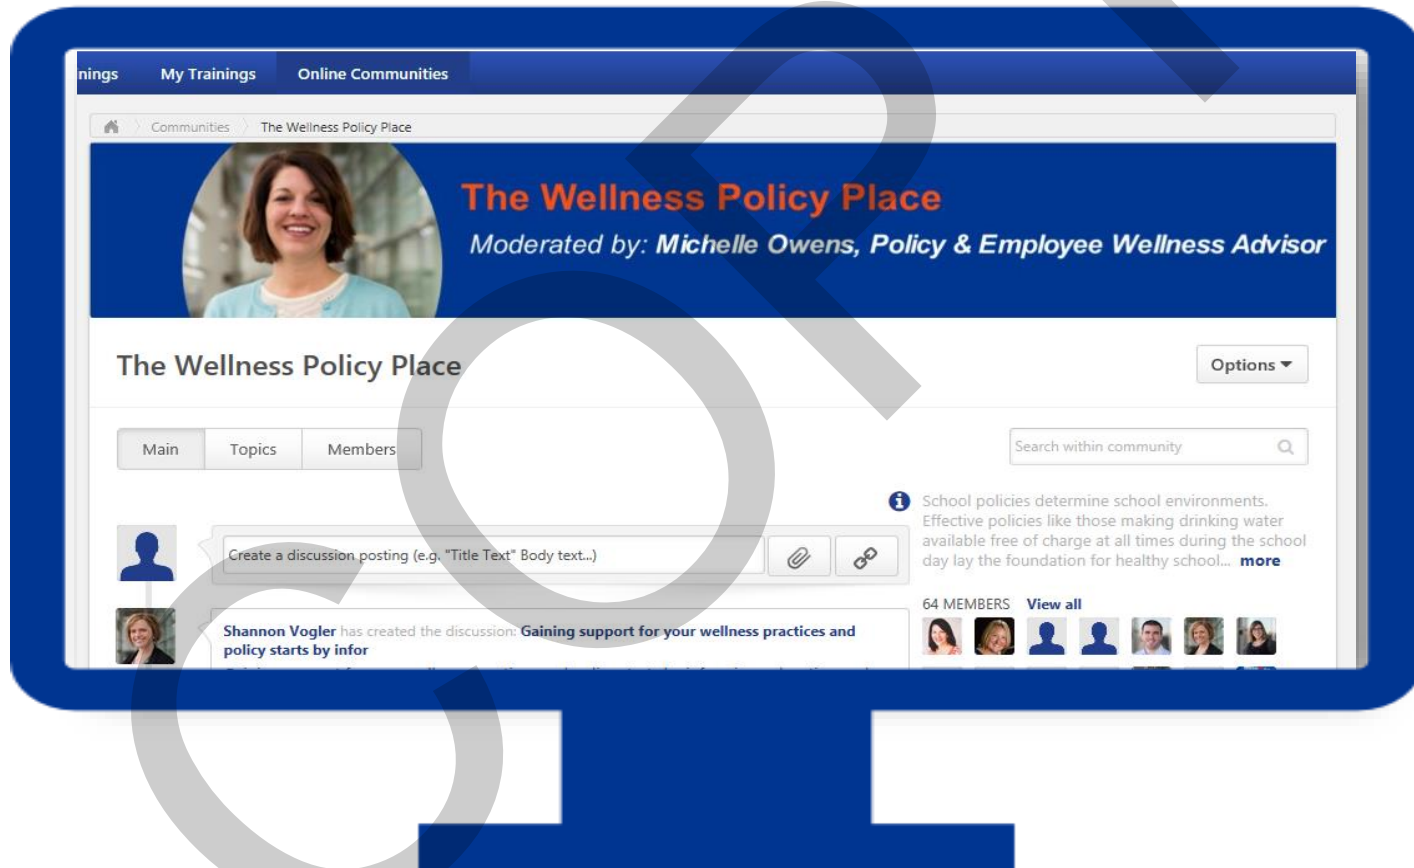 nings My Trainings Online Communities
Communities The Wellness Policy Place
The Wellness Policy Place
Moderated by: Michelle Owens, Policy & Employee Wellness Advisor
The Wellness Policy Place
Options
Main Topics Members
Search within community
School policies determine school environments.
Effective policies like those making drinking water
available free of charge at all times during the school
day lay the foundation for healthy school... more
Create a discussion posting (e.g. "Title Text" Body text...)
64 MEMBERS View all
Shannon Vogler has created the discussion: Gaining support for your wellness practices and
policy starts by infor
COPY